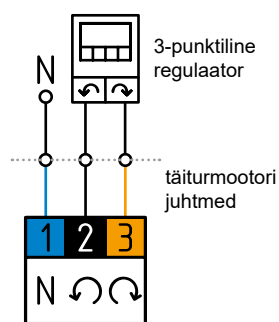 3-punktiline
regulaator
N
täiturmootori
juhtmed
1 2 3
N